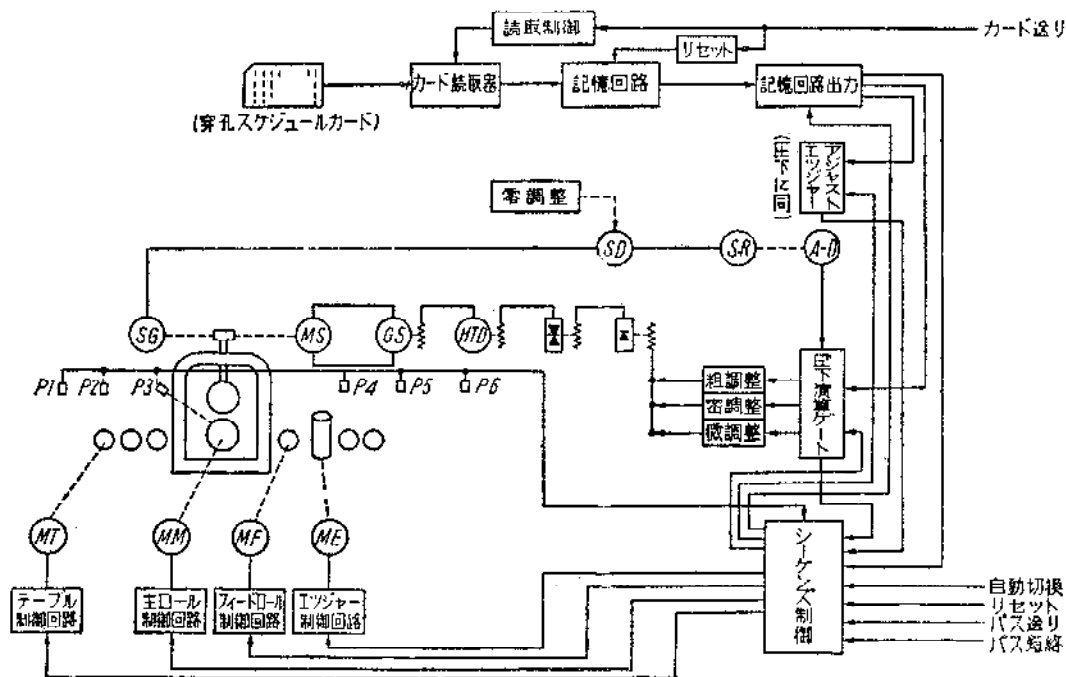 読取制御
カード送り
リセット
カード読取器
記憶回路
記憶回路出力
(穿孔スケジュールカード)
エッジャー
アジャスト
(圧下に同)
零調整
SD
SR
A-D
SG
MS
GS
HTD
P1
P2
P3
P4
P5
P6
粗調整
密調整
微調整
圧下演算ゲート
MT
MM
MF
ME
シーケンス制御
テーブル
制御回路
主ロール
制御回路
フィードロール
制御回路
エッジャー
制御回路
自動切換
リセット
パス送り
パス短絡